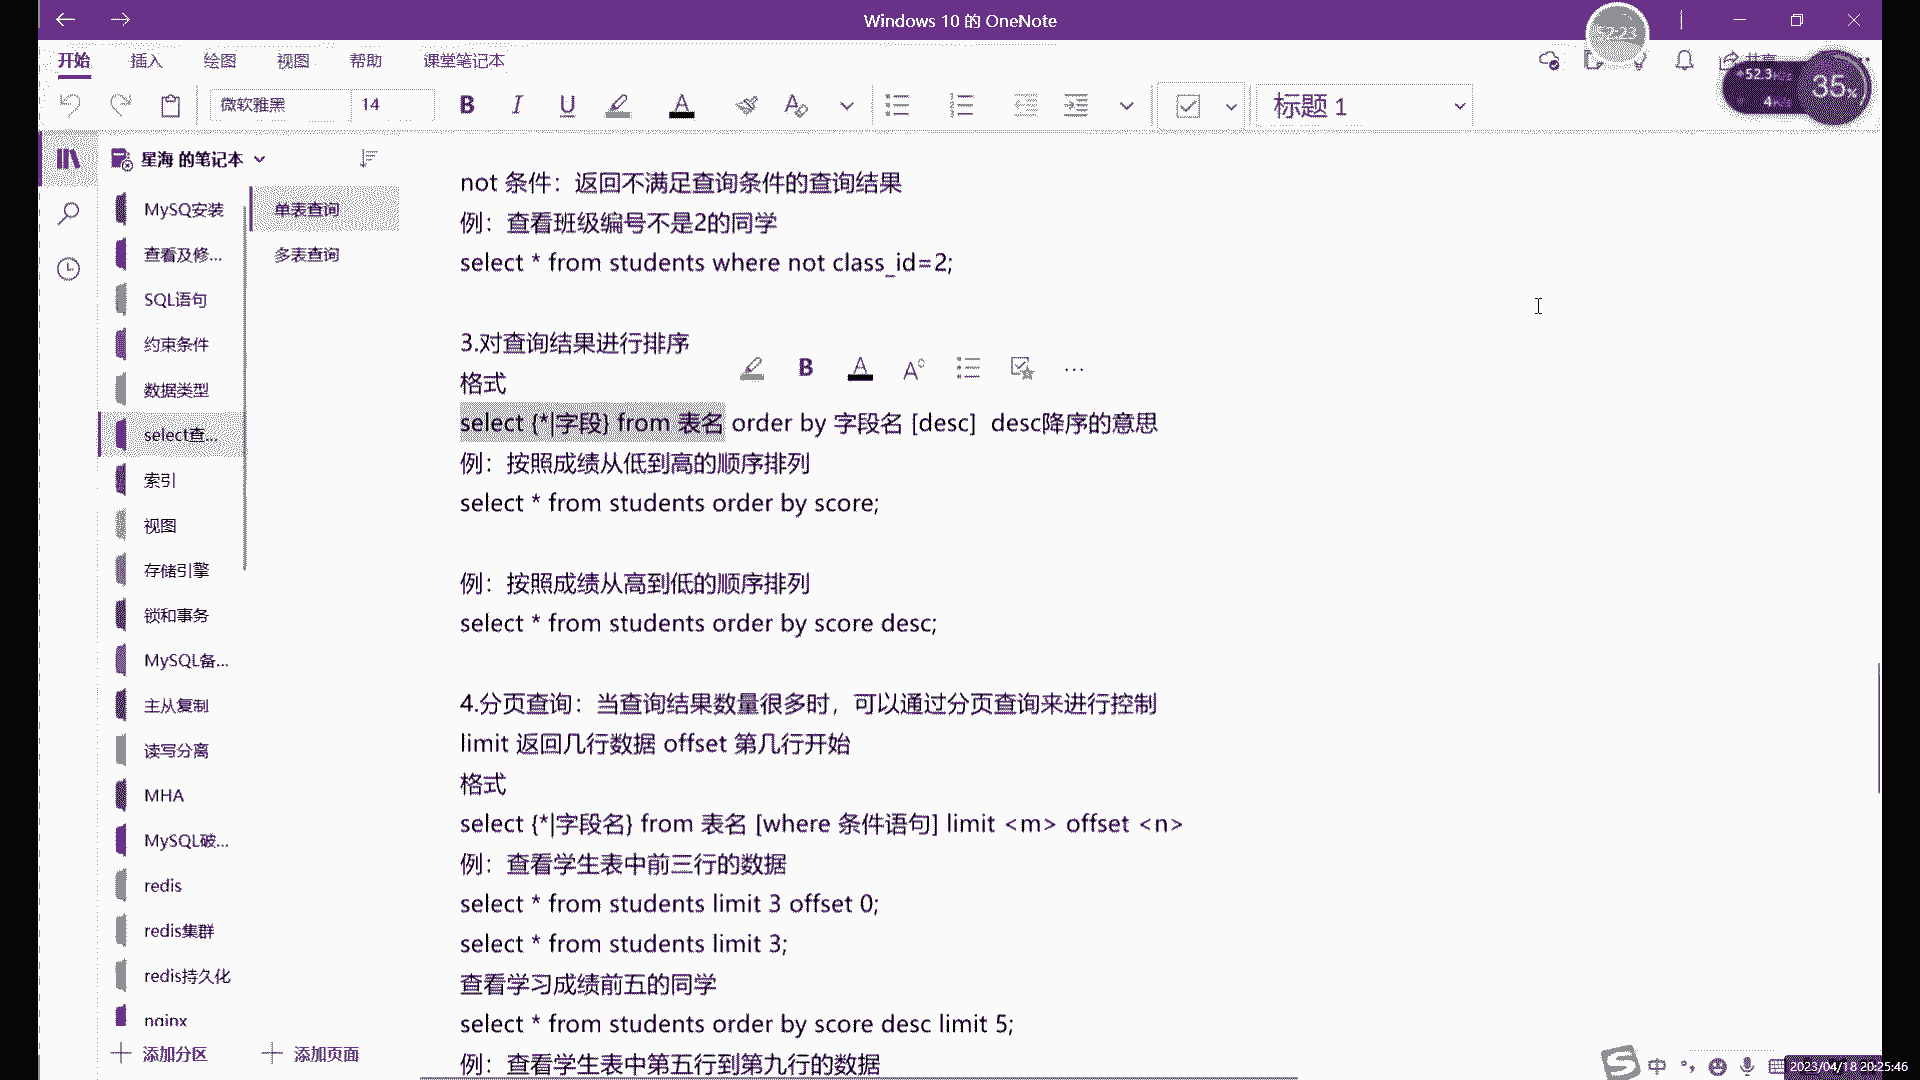 Windows 10 的 OneNote
52:23
开始 插入 绘图 视图 帮助 课堂笔记本
共享
52.3K/s
4K/s
35%
微软雅黑 14 B I U A 标题 1
星海 的笔记本
MySQ安装
查看及修...
SQL语句
约束条件
数据类型
select查...
索引
视图
存储引擎
锁和事务
MySQL备...
主从复制
读写分离
MHA
MySQL破...
redis
redis集群
redis持久化
nginx
添加分区
单表查询
多表查询
添加页面
not 条件：返回不满足查询条件的查询结果
例：查看班级编号不是2的同学
select * from students where not class_id=2;
3.对查询结果进行排序
格式
select {*|字段} from 表名 order by 字段名 [desc]  desc降序的意思
例：按照成绩从低到高的顺序排列
select * from students order by score;
例：按照成绩从高到低的顺序排列
select * from students order by score desc;
4.分页查询：当查询结果数量很多时，可以通过分页查询来进行控制
limit 返回几行数据 offset 第几行开始
格式
select {*|字段名} from 表名 [where 条件语句] limit <m> offset <n>
例：查看学生表中前三行的数据
select * from students limit 3 offset 0;
select * from students limit 3;
查看学习成绩前五的同学
select * from students order by score desc limit 5;
例：查看学生表中第五行到第九行的数据
中
2023/04/18 20:25:46